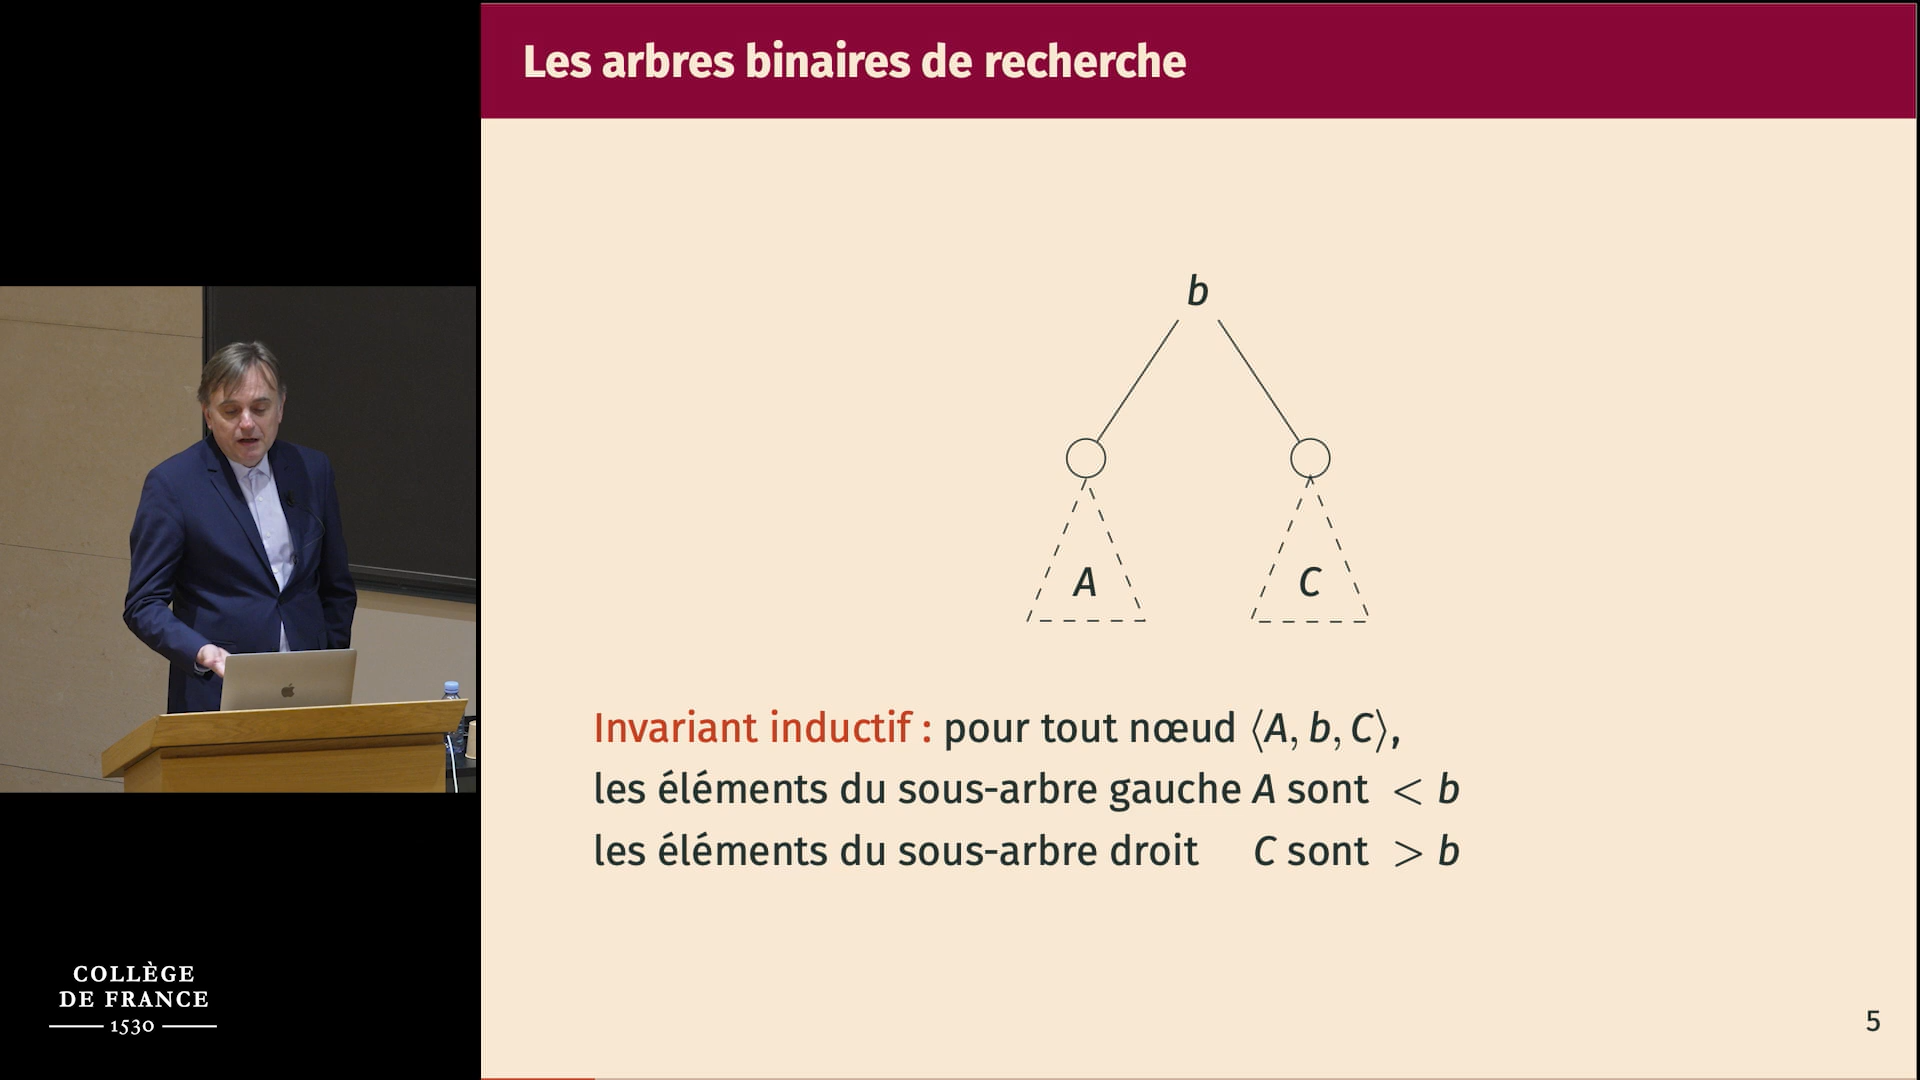 Les arbres binaires de recherche
b
A
C
Invariant inductif : pour tout nœud ⟨A, b, C⟩,
les éléments du sous-arbre gauche A sont < b
les éléments du sous-arbre droit C sont > b
5
COLLÈGE
DE FRANCE
1530